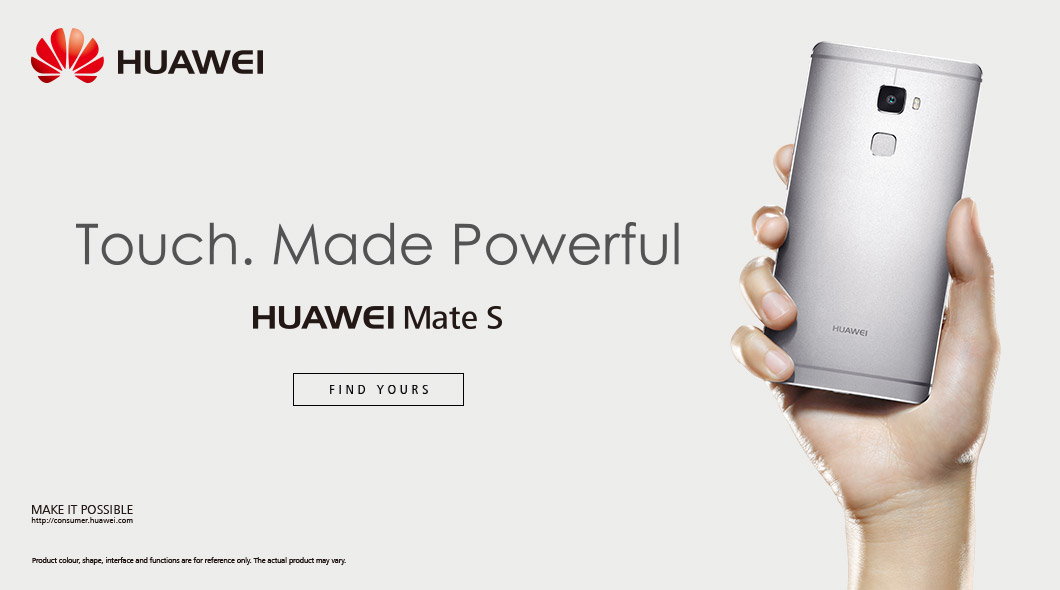 HUAWEI
Touch. Made Powerful
HUAWEI Mate S
FIND YOURS
HUAWEI
MAKE IT POSSIBLE
http://consumer.huawei.com
Product colour, shape, interface and functions are for reference only. The actual product may vary.